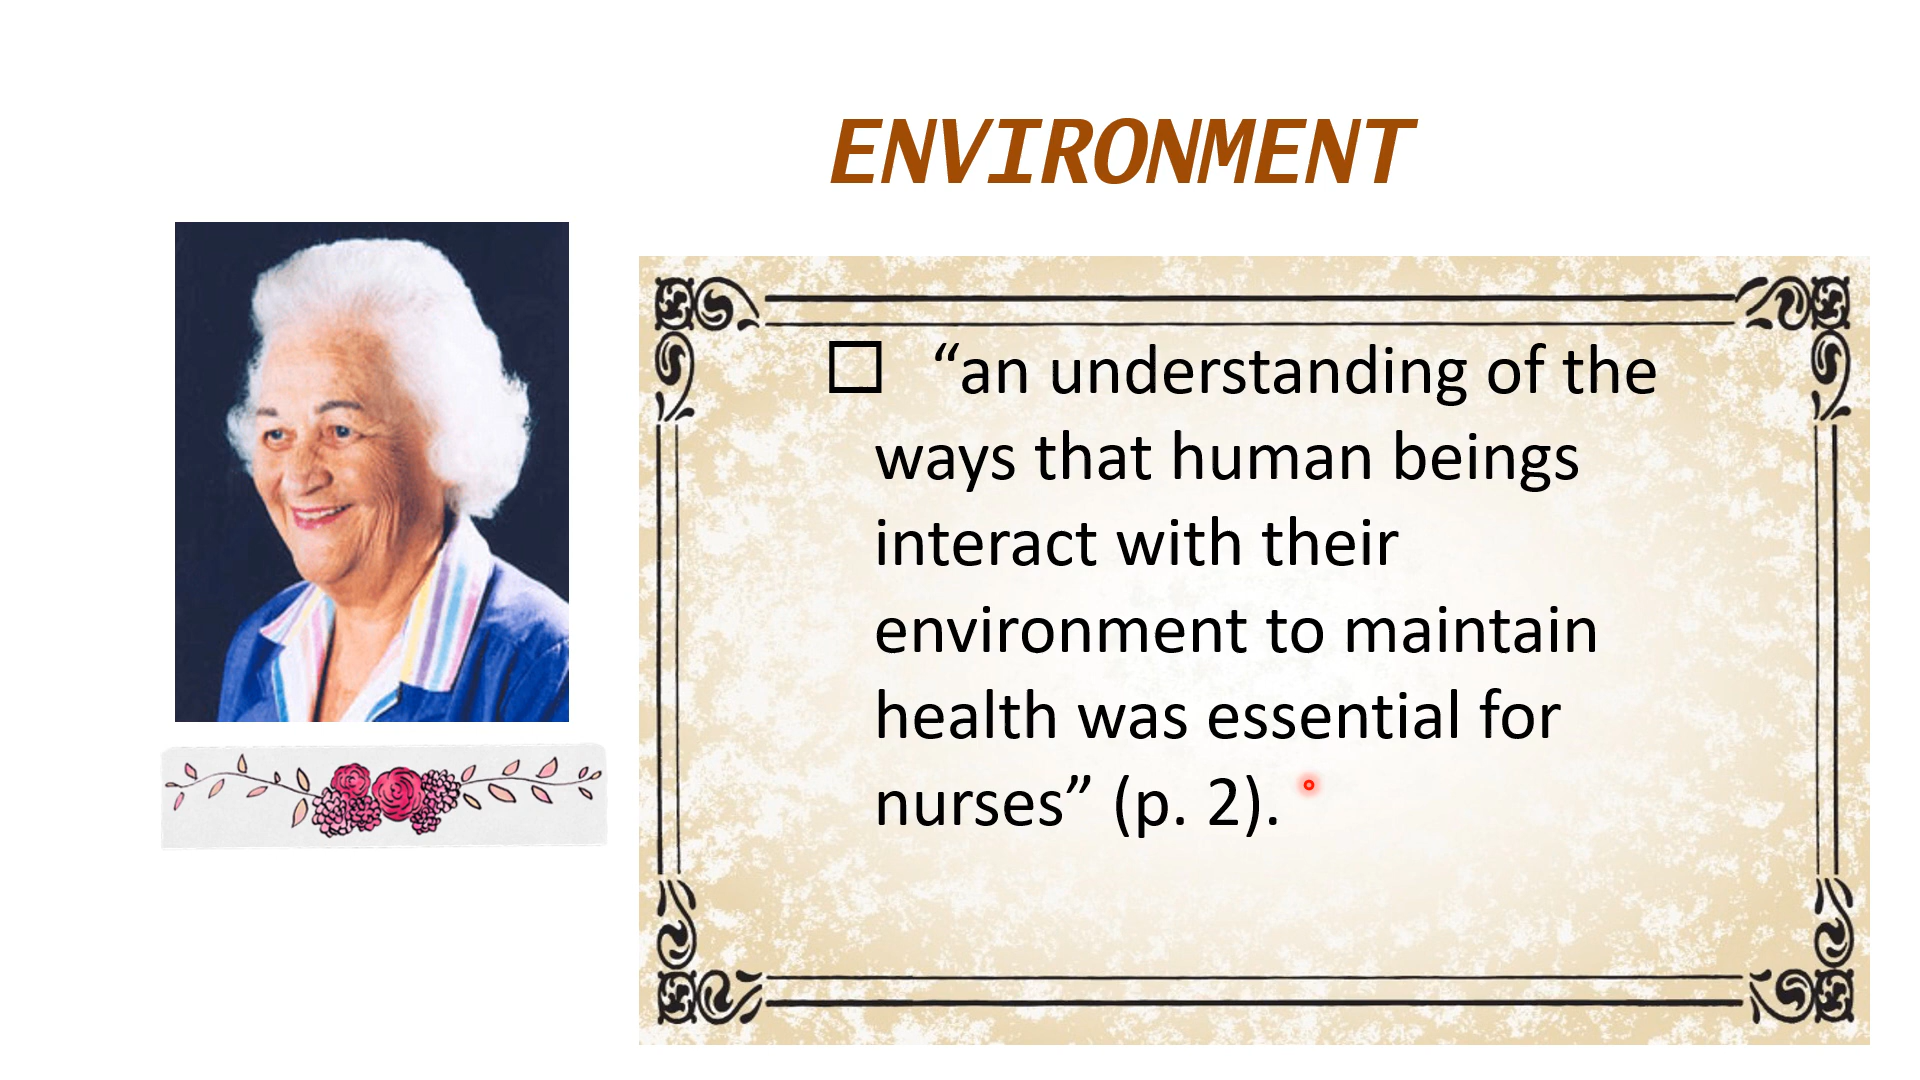 ENVIRONMENT
□ “an understanding of the
ways that human beings
interact with their
environment to maintain
health was essential for
nurses” (p. 2).